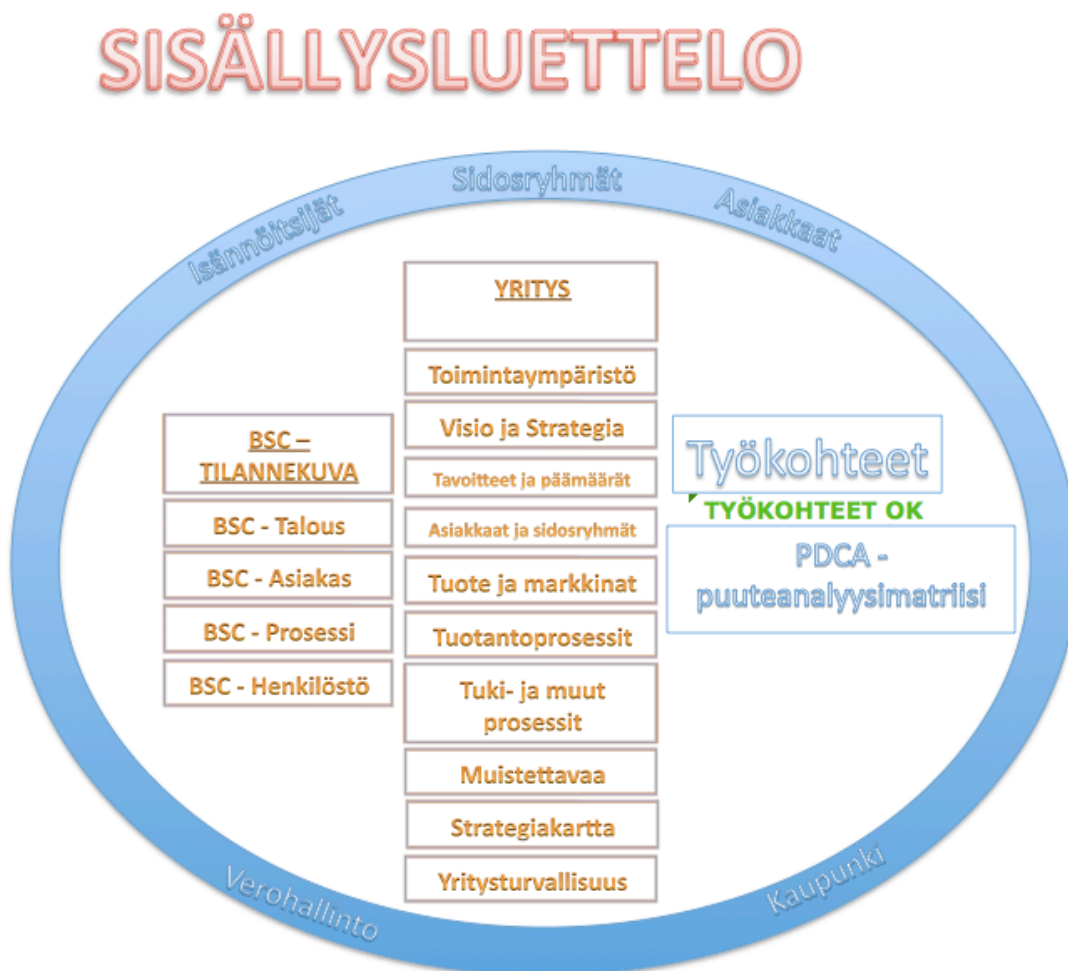 SISÄLLYSLUETTELO
Sidosryhmät
Isännöitsijät
Asiakkaat
YRITYS
Toimintaympäristö
Visio ja Strategia
Tavoitteet ja päämäärät
Asiakkaat ja sidosryhmät
Tuote ja markkinat
Tuotantoprosessit
Tuki- ja muut
prosessit
Muistettavaa
Strategiakartta
Yritysturvallisuus
BSC –
TILANNEKUVA
BSC - Talous
BSC - Asiakas
BSC - Prosessi
BSC - Henkilöstö
Työkohteet
TYÖKOHTEET OK
PDCA -
puuteanalyysimatriisi
Verohallinto
Kaupunki